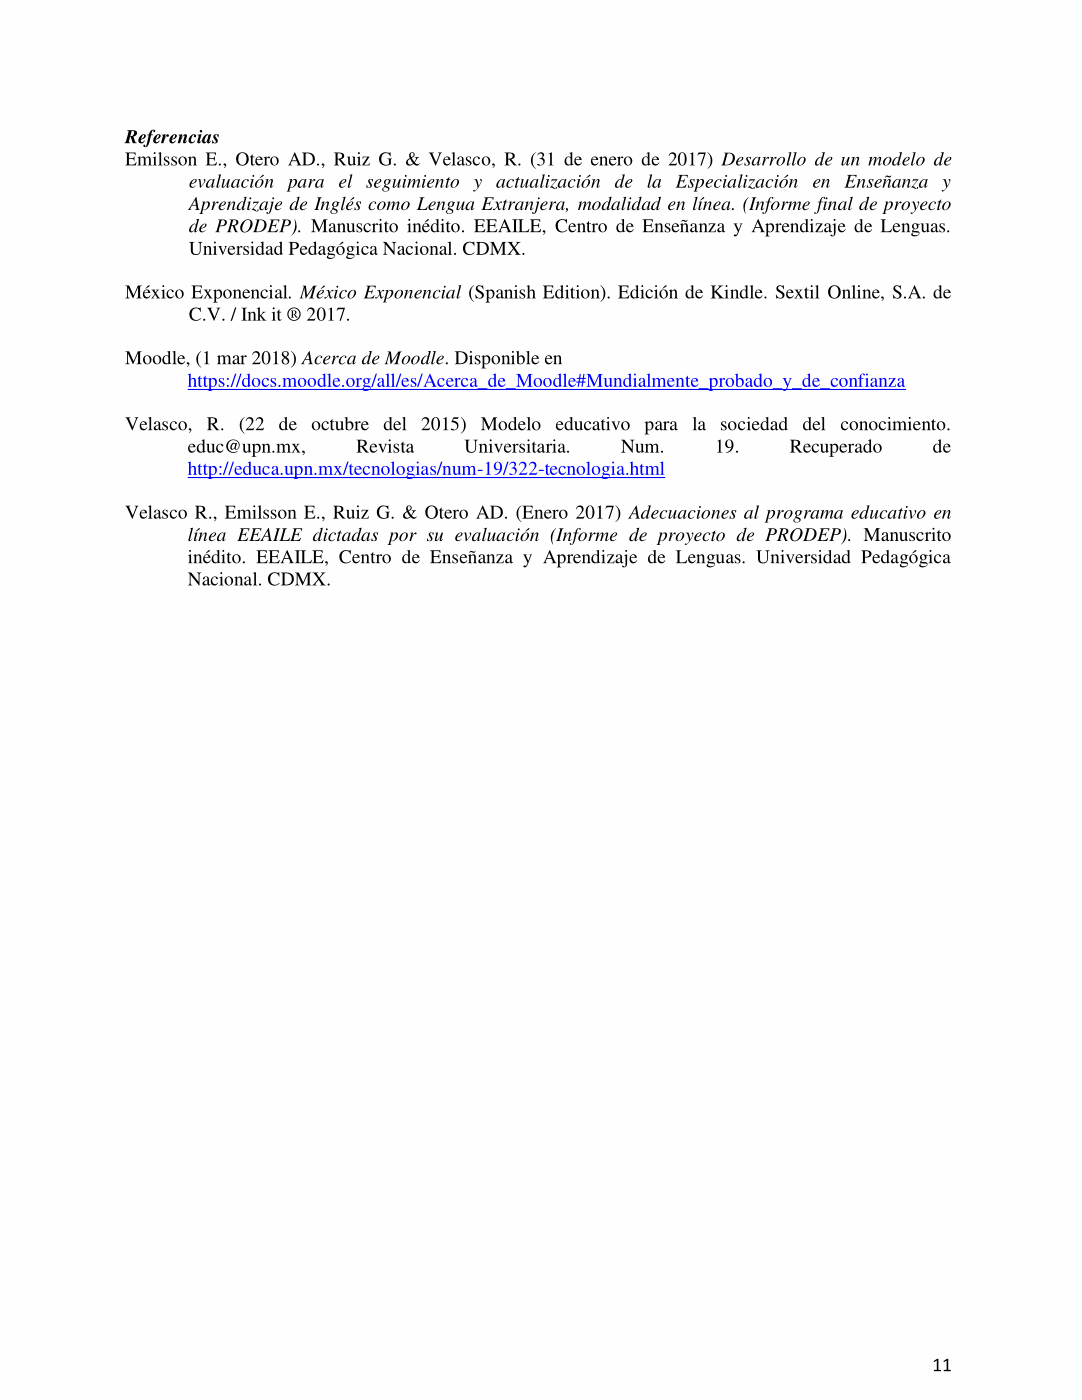 Referencias
Emilsson E., Otero AD., Ruiz G. & Velasco, R. (31 de enero de 2017) Desarrollo de un modelo de
evaluación para el seguimiento y actualización de la Especialización en Enseñanza y
Aprendizaje de Inglés como Lengua Extranjera, modalidad en línea. (Informe final de proyecto
de PRODEP). Manuscrito inédito. EEAILE, Centro de Enseñanza y Aprendizaje de Lenguas.
Universidad Pedagógica Nacional. CDMX.
México Exponencial. México Exponencial (Spanish Edition). Edición de Kindle. Sextil Online, S.A. de
C.V. / Ink it ® 2017.
Moodle, (1 mar 2018) Acerca de Moodle. Disponible en
https://docs.moodle.org/all/es/Acerca_de_Moodle#Mundialmente_probado_y_de_confianza
Velasco, R. (22 de octubre del 2015) Modelo educativo para la sociedad del conocimiento.
educ@upn.mx, Revista Universitaria. Num. 19. Recuperado de
http://educa.upn.mx/tecnologias/num-19/322-tecnologia.html
Velasco R., Emilsson E., Ruiz G. & Otero AD. (Enero 2017) Adecuaciones al programa educativo en
línea EEAILE dictadas por su evaluación (Informe de proyecto de PRODEP). Manuscrito
inédito. EEAILE, Centro de Enseñanza y Aprendizaje de Lenguas. Universidad Pedagógica
Nacional. CDMX.
11